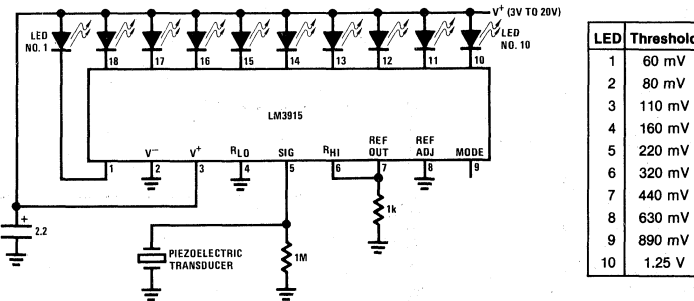 V+ (3V TO 20V)
LED
NO. 1
LED
NO. 10
18
17
16
15
14
13
12
11
10
LM3915
V−
V+
RLO
SIG
RHI
REF
OUT
REF
ADJ
MODE
1
2
3
4
5
6
7
8
9
+
2.2
PIEZOELECTRIC
TRANSDUCER
1M
1k
LED Threshold
1 60 mV
2 80 mV
3 110 mV
4 160 mV
5 220 mV
6 320 mV
7 440 mV
8 630 mV
9 890 mV
10 1.25 V